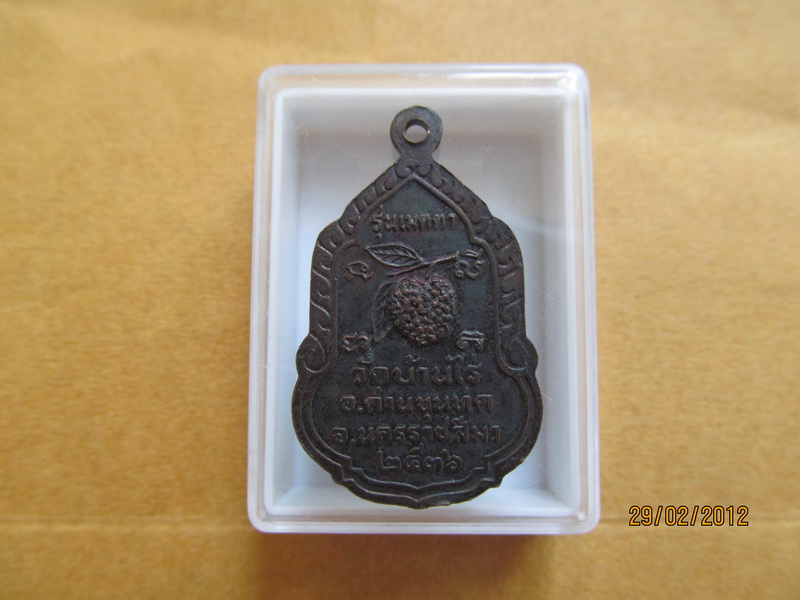 รุ่นเมตตา
วัดบ้านไร่
อ.ด่านขุนทด
จ.นครราชสีมา
๒๕๓๖
29/02/2012